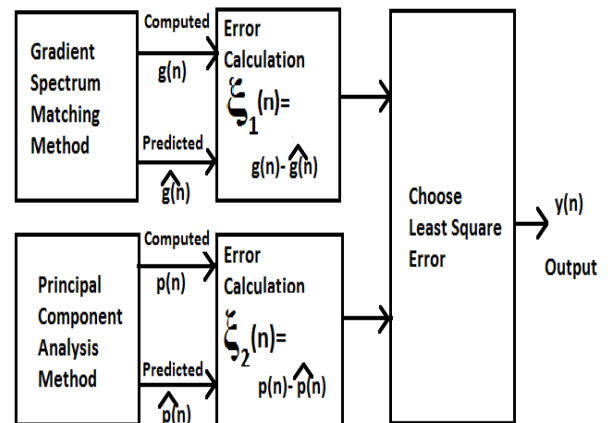 Gradient
Spectrum
Matching
Method
Computed
g(n)
Predicted
ĝ(n)
Error
Calculation
ξ₁(n)=
g(n)-ĝ(n)
Principal
Component
Analysis
Method
Computed
p(n)
Predicted
p̂(n)
Error
Calculation
ξ₂(n)=
p(n)-p̂(n)
Choose
Least Square
Error
y(n)
Output